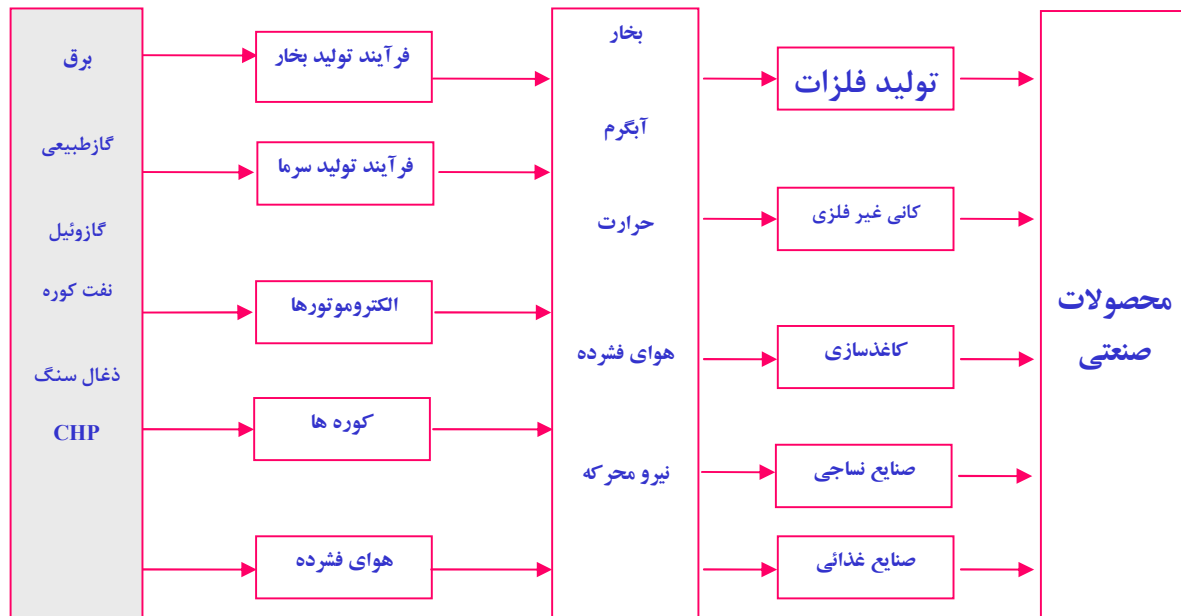 برق
گازطبیعی
گازوئیل
نفت کوره
ذغال سنگ
CHP
فرآیند تولید بخار
فرآیند تولید سرما
الکتروموتورها
کوره ها
هوای فشرده
بخار
آبگرم
حرارت
هوای فشرده
نیرو محرکه
تولید فلزات
کانی غیر فلزی
کاغذسازی
صنایع نساجی
صنایع غذائی
محصولات
صنعتی